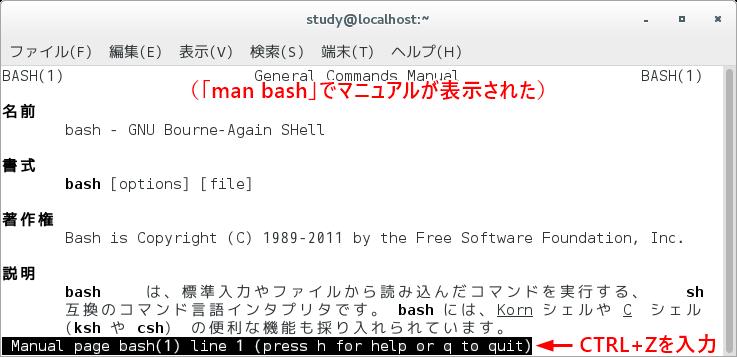 study@localhost:~
ファイル(F) 編集(E) 表示(V) 検索(S) 端末(T) ヘルプ(H)
BASH(1) General Commands Manual BASH(1)
(「man bash」でマニュアルが表示された)
名前
bash - GNU Bourne-Again SHell
書式
bash [options] [file]
著作権
Bash is Copyright (C) 1989-2011 by the Free Software Foundation, Inc.
説明
bash は、標準入力やファイルから読み込んだコマンドを実行する、 sh
互換のコマンド言語インタプリタです。 bash には、Korn シェルや C シェル
(ksh や csh) の便利な機能も採り入れられています。
Manual page bash(1) line 1 (press h for help or q to quit) CTRL+Zを入力